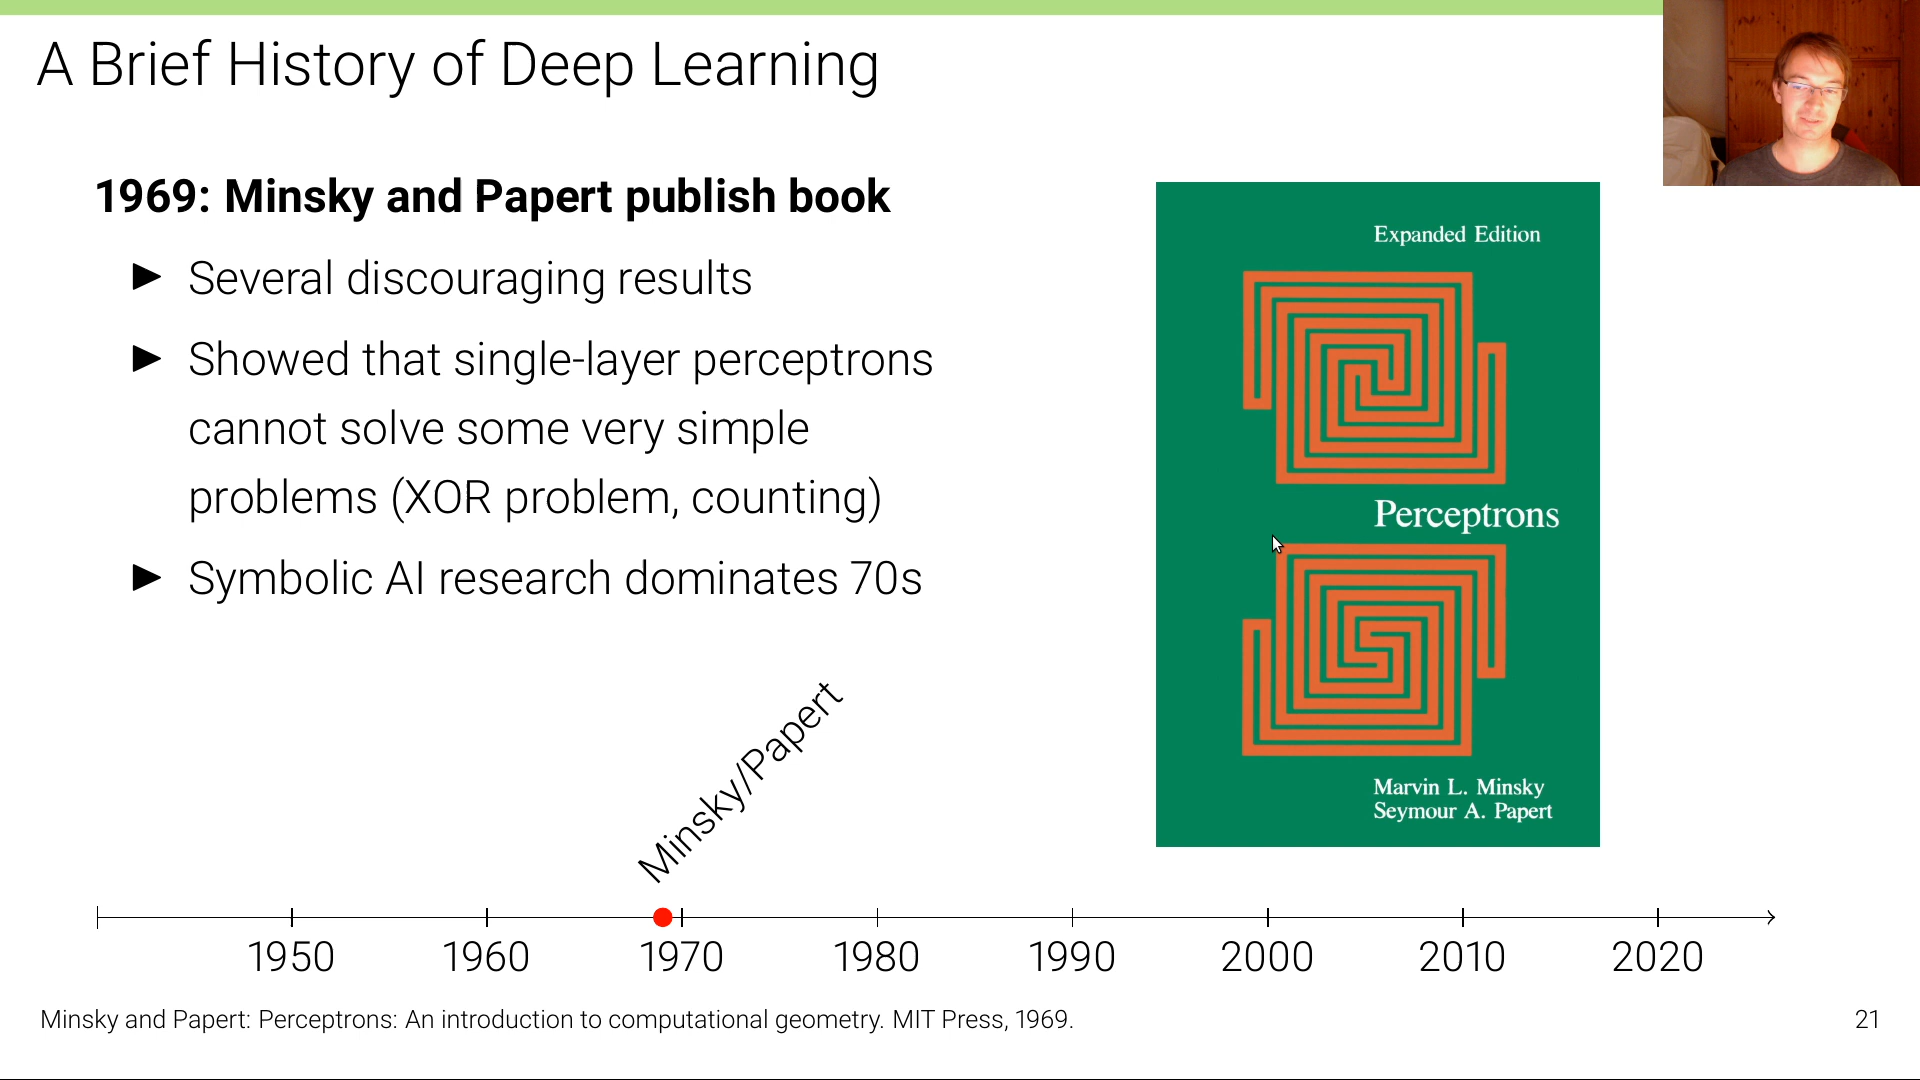 A Brief History of Deep Learning
1969: Minsky and Papert publish book
► Several discouraging results
► Showed that single-layer perceptrons
cannot solve some very simple
problems (XOR problem, counting)
► Symbolic AI research dominates 70s
Expanded Edition
Perceptrons
Marvin L. Minsky
Seymour A. Papert
Minsky/Papert
1950 1960 1970 1980 1990 2000 2010 2020
Minsky and Papert: Perceptrons: An introduction to computational geometry. MIT Press, 1969.
21